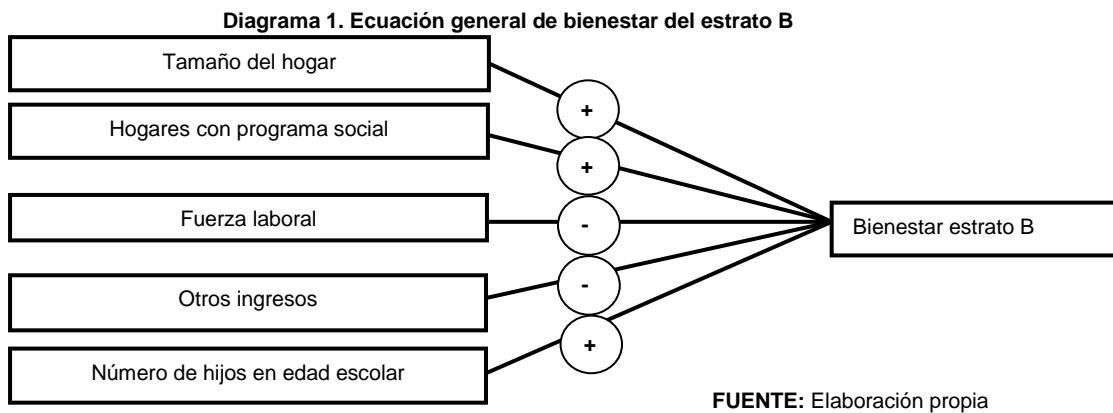 Diagrama 1. Ecuación general de bienestar del estrato B
Tamaño del hogar
+
Hogares con programa social
+
Fuerza laboral
-
Bienestar estrato B
Otros ingresos
-
Número de hijos en edad escolar
+
FUENTE: Elaboración propia